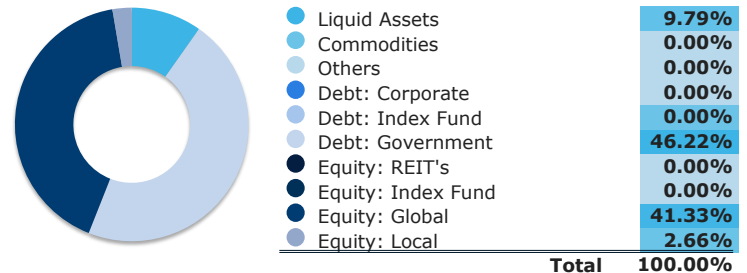 Liquid Assets 9.79%
Commodities 0.00%
Others 0.00%
Debt: Corporate 0.00%
Debt: Index Fund 0.00%
Debt: Government 46.22%
Equity: REIT's 0.00%
Equity: Index Fund 0.00%
Equity: Global 41.33%
Equity: Local 2.66%
Total 100.00%